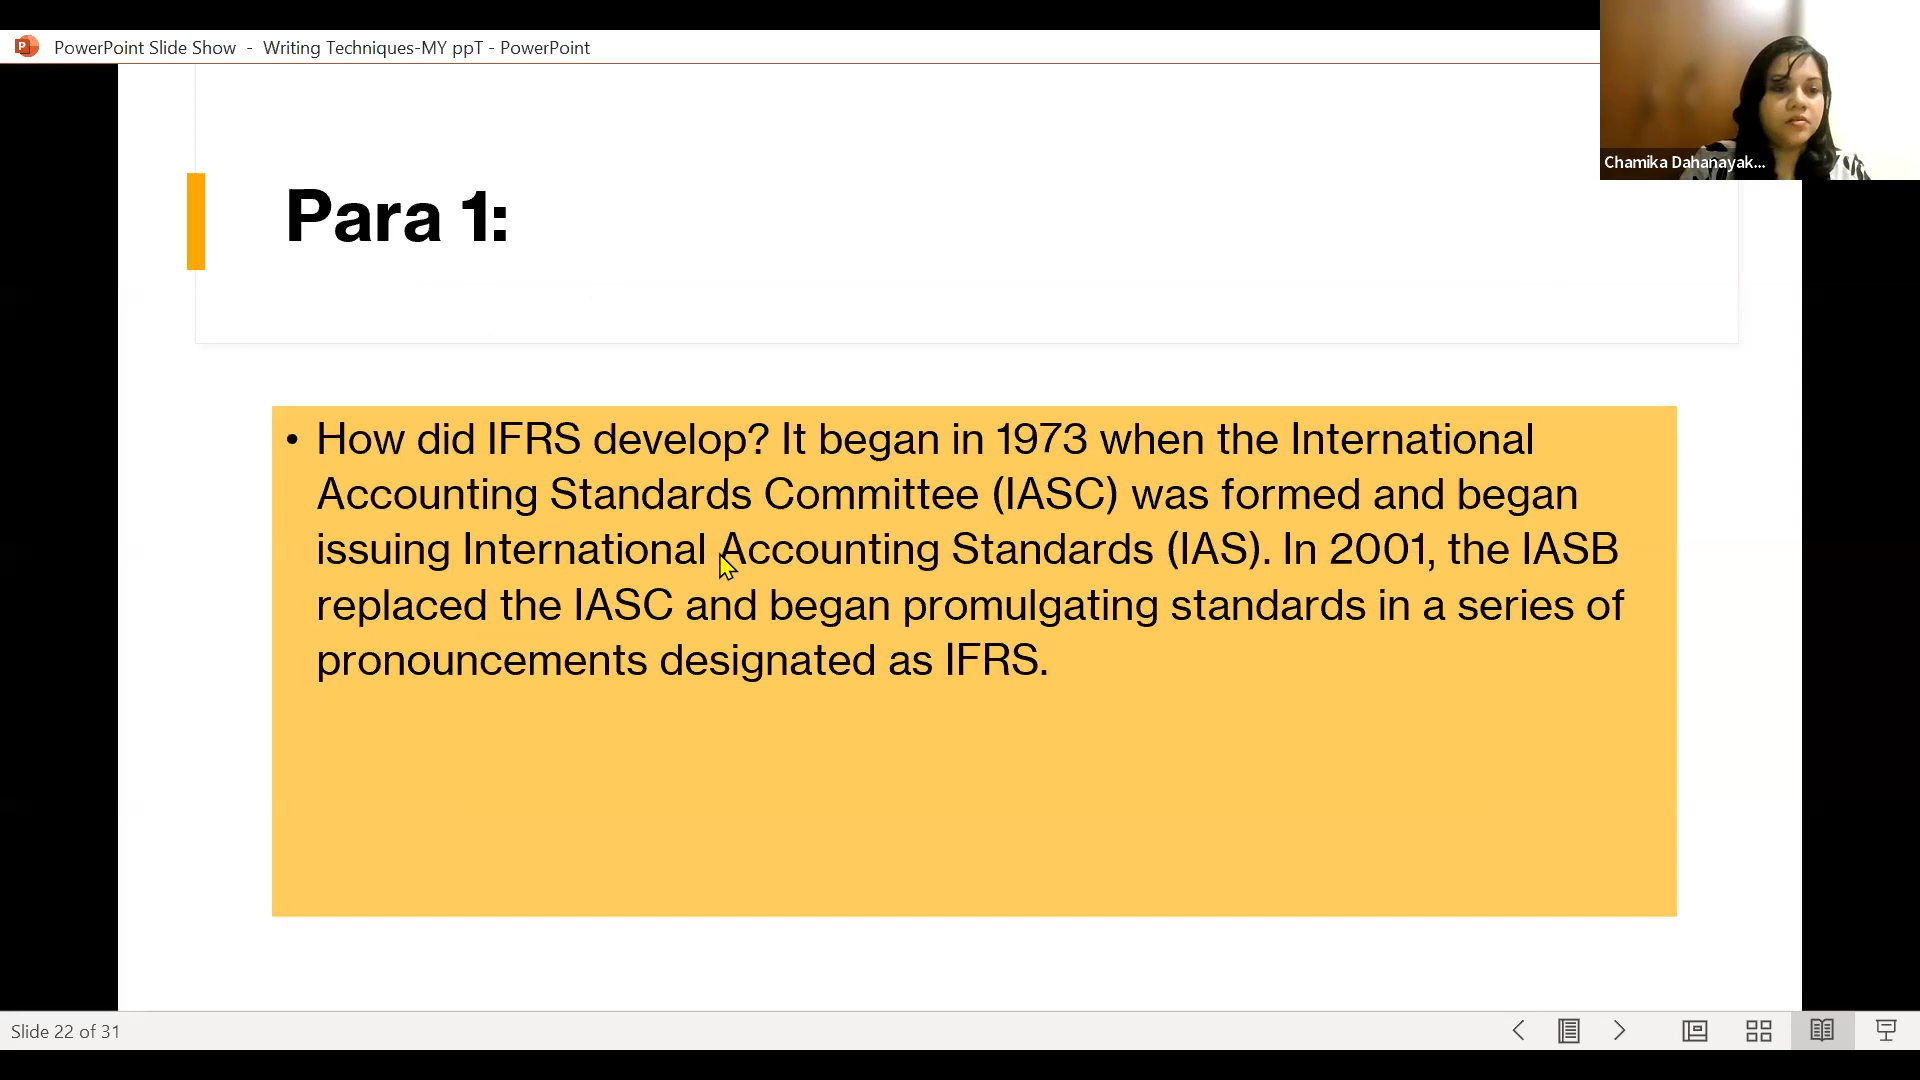 PowerPoint Slide Show - Writing Techniques-MY ppT - PowerPoint
Chamika Dahanayak...
Para 1:
• How did IFRS develop? It began in 1973 when the International
Accounting Standards Committee (IASC) was formed and began
issuing International Accounting Standards (IAS). In 2001, the IASB
replaced the IASC and began promulgating standards in a series of
pronouncements designated as IFRS.
Slide 22 of 31